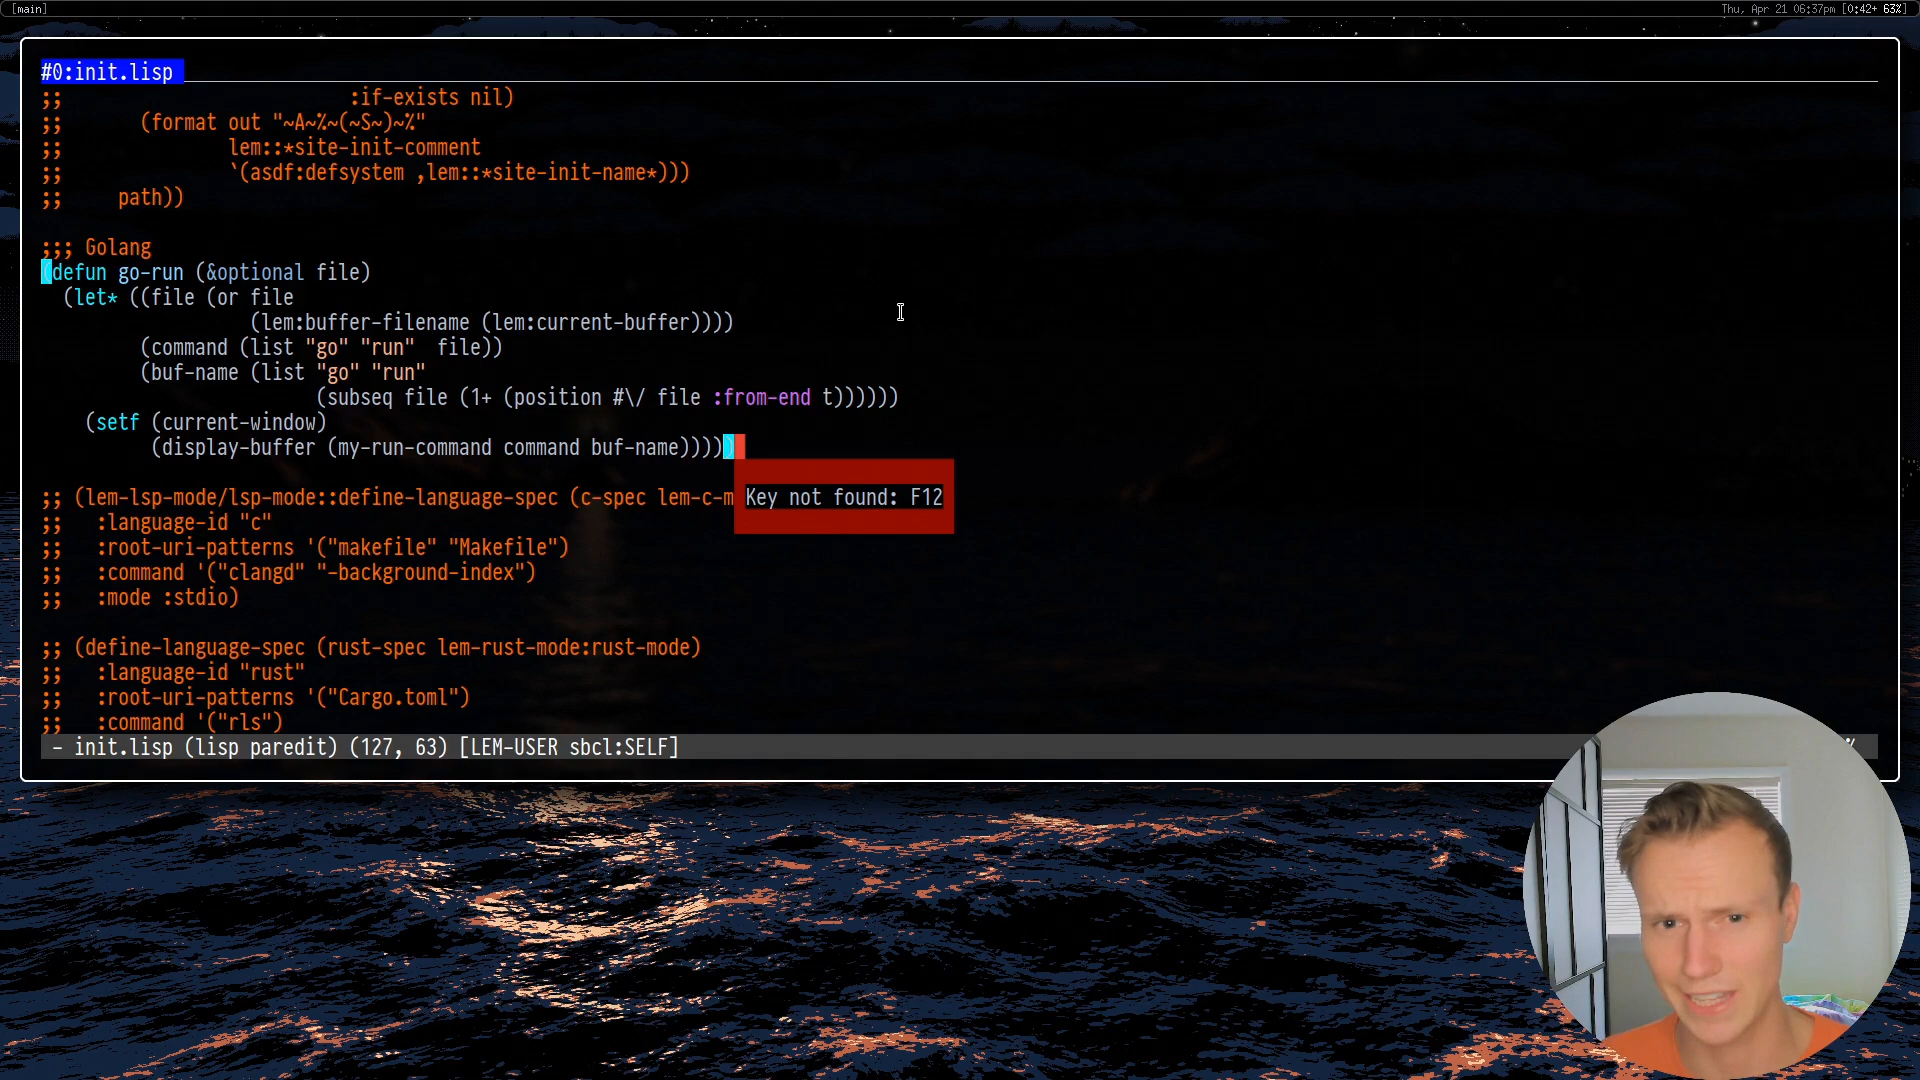 [main]
Thu, Apr 21 06:37pm [0:42+ 63%]
#0:init.lisp
;;                          :if-exists nil)
;;       (format out "~A~%~(~S~)~%"
;;               lem::*site-init-comment
;;               `(asdf:defsystem ,lem::*site-init-name*)))
;;     path))
;;; Golang
(defun go-run (&optional file)
  (let* ((file (or file
                   (lem:buffer-filename (lem:current-buffer))))
         (command (list "go" "run"  file))
         (buf-name (list "go" "run"
                         (subseq file (1+ (position #\/ file :from-end t))))))
    (setf (current-window)
          (display-buffer (my-run-command command buf-name)))))
;; (lem-lsp-mode/lsp-mode::define-language-spec (c-spec lem-c-m
Key not found: F12
;;   :language-id "c"
;;   :root-uri-patterns '("makefile" "Makefile")
;;   :command '("clangd" "-background-index")
;;   :mode :stdio)
;; (define-language-spec (rust-spec lem-rust-mode:rust-mode)
;;   :language-id "rust"
;;   :root-uri-patterns '("Cargo.toml")
;;   :command '("rls")
- init.lisp (lisp paredit) (127, 63) [LEM-USER sbcl:SELF]